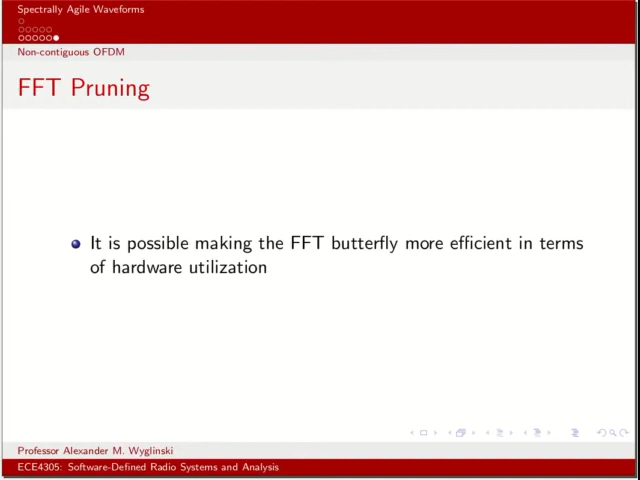 Spectrally Agile Waveforms
Non-contiguous OFDM
FFT Pruning
It is possible making the FFT butterfly more efficient in terms
of hardware utilization
Professor Alexander M. Wyglinski
ECE4305: Software-Defined Radio Systems and Analysis